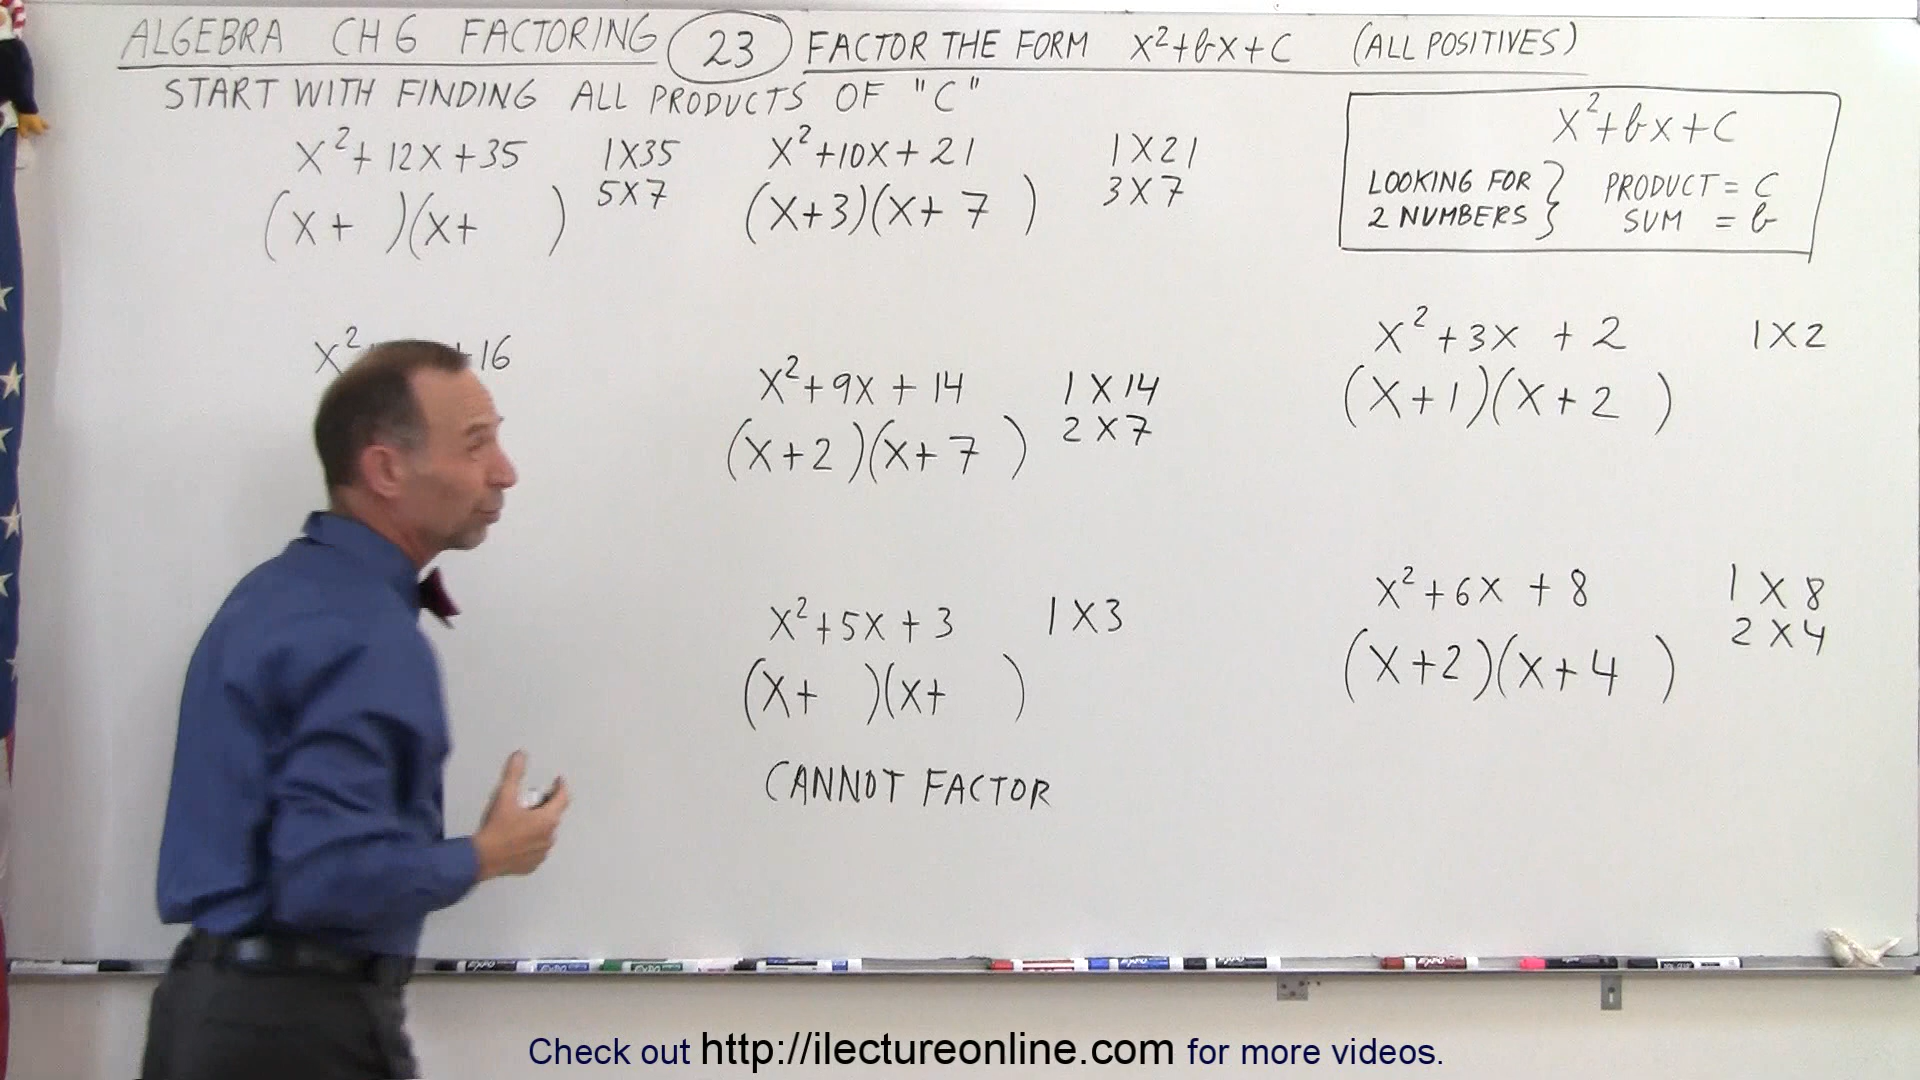 ALGEBRA CH 6 FACTORING 23 FACTOR THE FORM x²+bx+C (ALL POSITIVES)
START WITH FINDING ALL PRODUCTS OF "C"
x²+12x+35 1X35
5X7
(x+ )(x+ )
x²+10x+21 1X21
(x+3)(x+7) 3X7
x²+bx+C
LOOKING FOR 2 NUMBERS } PRODUCT = C
SUM = b
x² +16
x²+9x+14 1X14
(x+2)(x+7) 2X7
x²+3x+2 1X2
(x+1)(x+2)
x²+5x+3 1X3
(x+ )(x+ )
CANNOT FACTOR
x²+6x+8 1X8
(x+2)(x+4) 2X4
Check out http://ilectureonline.com for more videos.